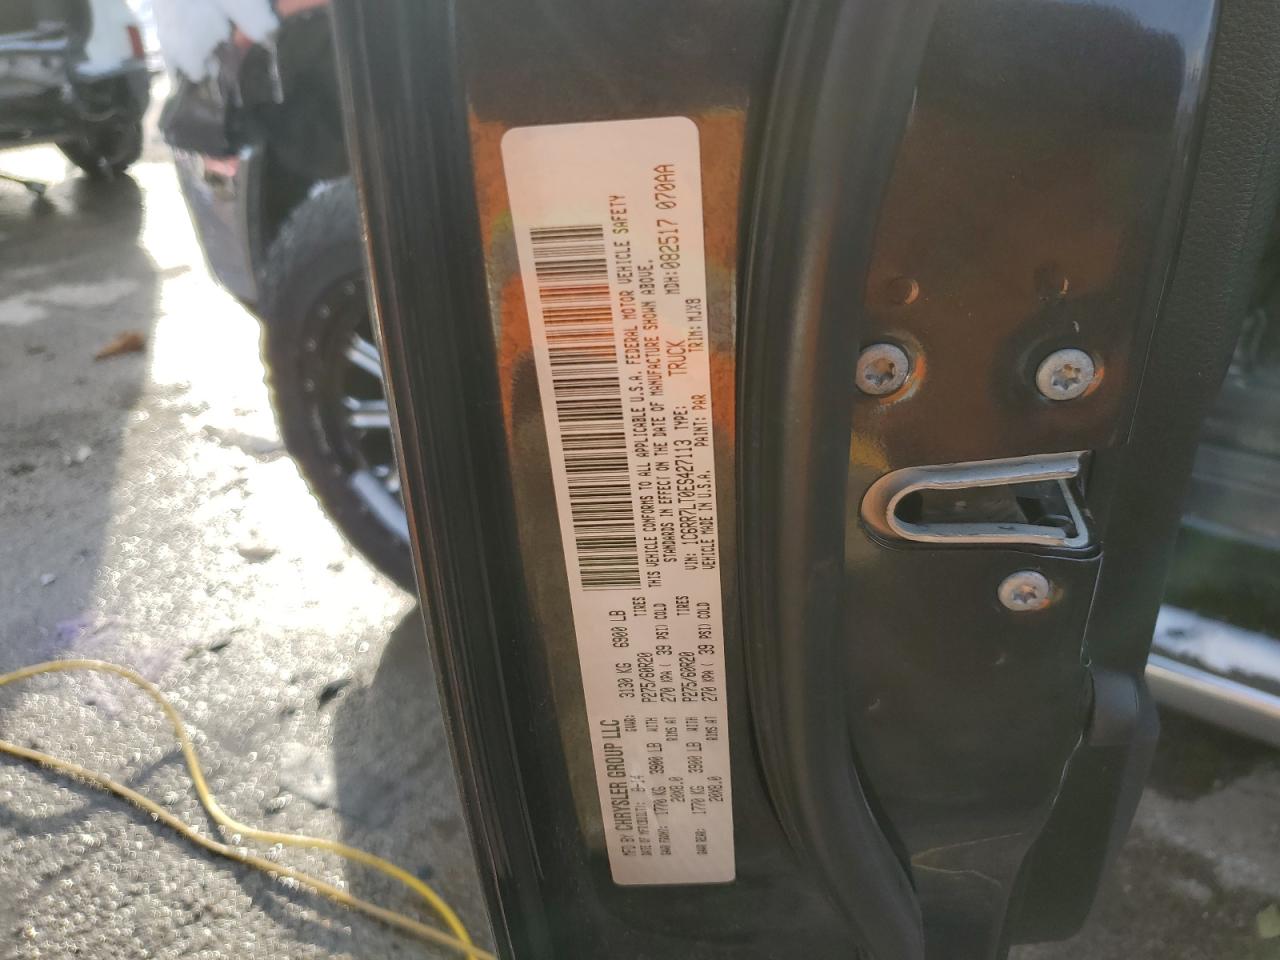 MFD BY CHRYSLER GROUP LLC
DATE OF MFR: 8-14 GVWR: 3130 KG 6900 LB
GAWR FRONT: 1770 KG 3900 LB WITH P275/60R20 TIRES
20X8.0 RIMS AT 270 KPA ( 39 PSI) COLD
GAWR REAR: 1770 KG 3900 LB WITH P275/60R20 TIRES
20X8.0 RIMS AT 270 KPA ( 39 PSI) COLD
THIS VEHICLE CONFORMS TO ALL APPLICABLE U.S.A. FEDERAL MOTOR VEHICLE SAFETY
STANDARDS IN EFFECT ON THE DATE OF MANUFACTURE SHOWN ABOVE.
VIN: 1C6RR7LT0ES427113 TYPE: TRUCK MDH:082517 070AA
VEHICLE MADE IN U.S.A. PAINT: PAR TRIM: MJX8